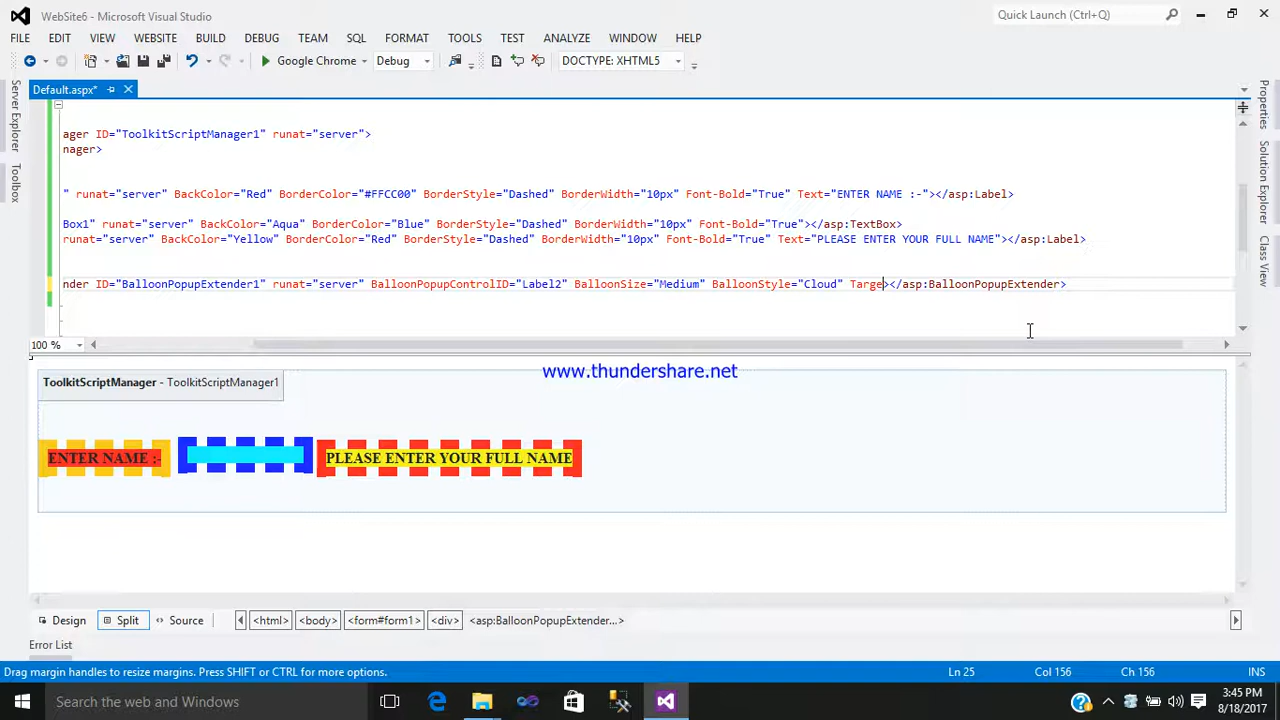 WebSite6 - Microsoft Visual Studio
Quick Launch (Ctrl+Q)
FILE EDIT VIEW WEBSITE BUILD DEBUG TEAM SQL FORMAT TOOLS TEST ANALYZE WINDOW HELP
Google Chrome Debug DOCTYPE: XHTML5
Default.aspx*
Server Explorer
Toolbox
Properties
Solution Explorer
Class View
ager ID="ToolkitScriptManager1" runat="server">
nager>
" runat="server" BackColor="Red" BorderColor="#FFCC00" BorderStyle="Dashed" BorderWidth="10px" Font-Bold="True" Text="ENTER NAME :-"></asp:Label>
Box1" runat="server" BackColor="Aqua" BorderColor="Blue" BorderStyle="Dashed" BorderWidth="10px" Font-Bold="True"></asp:TextBox>
runat="server" BackColor="Yellow" BorderColor="Red" BorderStyle="Dashed" BorderWidth="10px" Font-Bold="True" Text="PLEASE ENTER YOUR FULL NAME"></asp:Label>
nder ID="BalloonPopupExtender1" runat="server" BalloonPopupControlID="Label2" BalloonSize="Medium" BalloonStyle="Cloud" Targe></asp:BalloonPopupExtender>
100 %
www.thundershare.net
ToolkitScriptManager - ToolkitScriptManager1
ENTER NAME :-
PLEASE ENTER YOUR FULL NAME
Design Split Source <html> <body> <form#form1> <div> <asp:BalloonPopupExtender...>
Error List
Drag margin handles to resize margins. Press SHIFT or CTRL for more options.
Ln 25 Col 156 Ch 156 INS
Search the web and Windows
3:45 PM
8/18/2017